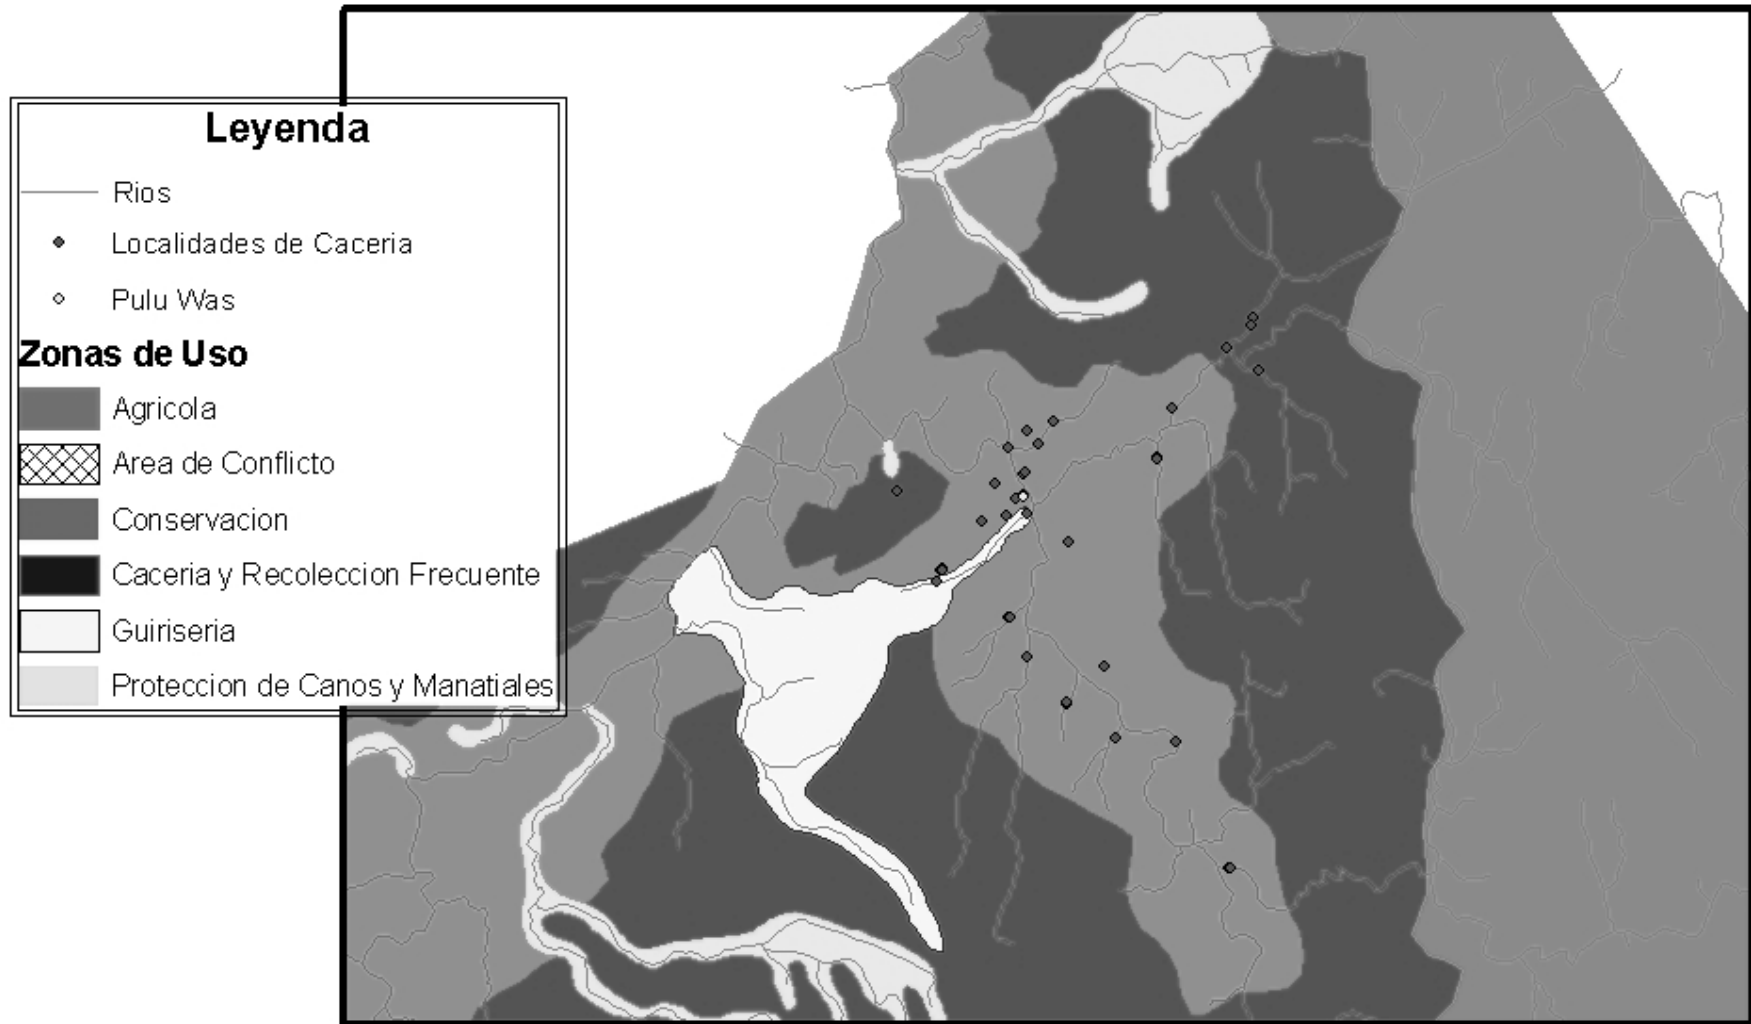 Leyenda
Rios
Localidades de Caceria
Pulu Was
Zonas de Uso
Agricola
Area de Conflicto
Conservacion
Caceria y Recoleccion Frecuente
Guiriseria
Proteccion de Canos y Manatiales